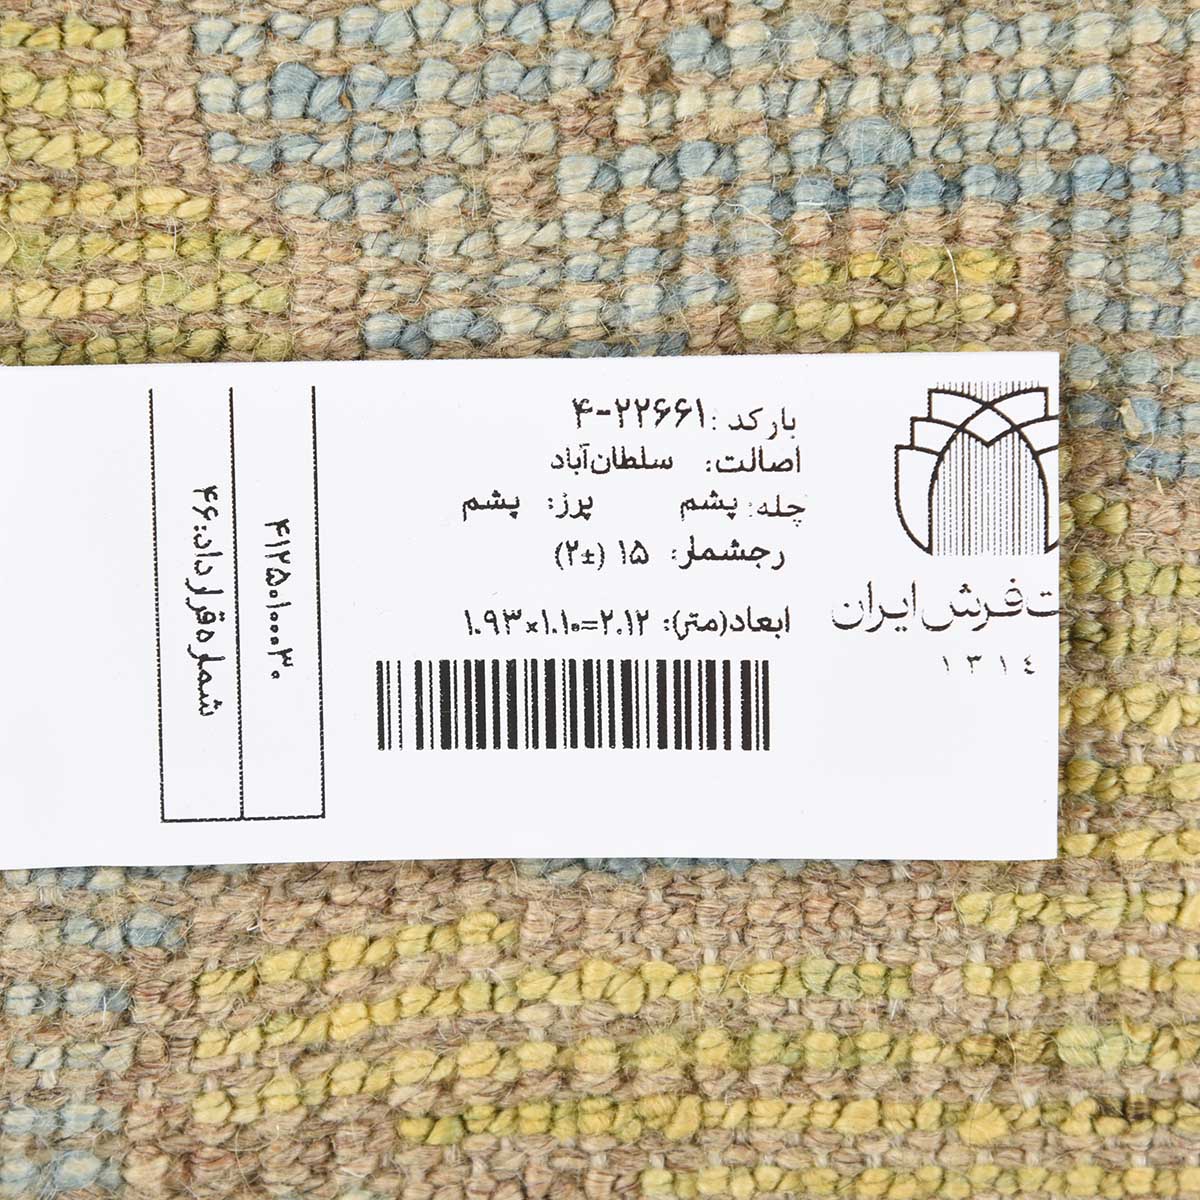 بارکد: ۴-۲۲۶۶۱
اصالت: سلطان‌آباد
چله: پشم پرز: پشم
رجشمار: ۱۵ (±۲)
ابعاد(متر): ۱.۹۳×۱.۱۰=۲.۱۲
ت فرش ایران
۱۳۱٤
۴۱۲۵۰۱۰۰۰۳۰
شماره قرارداد:۴۶